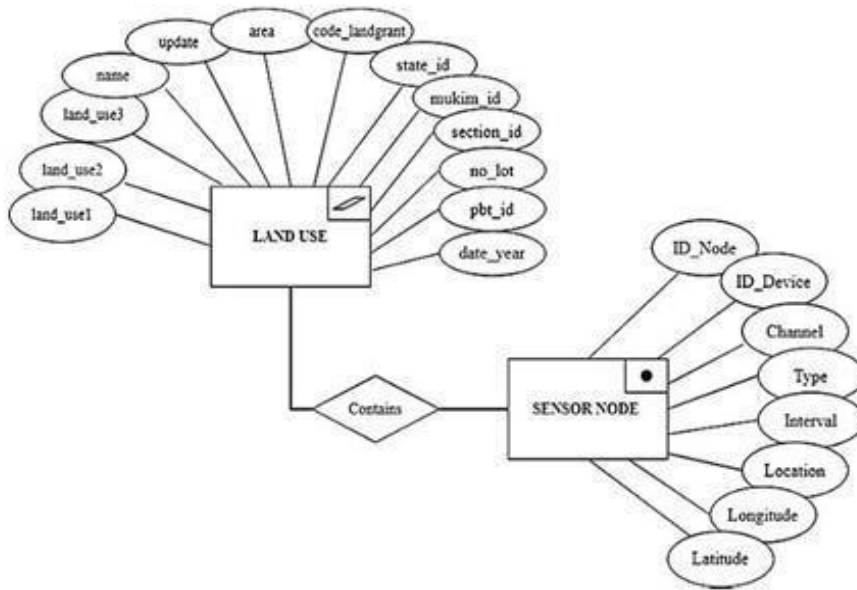 area
code_landgrant
update
state_id
name
mukim_id
land_use3
section_id
land_use2
no_lot
land_use1
pbt_id
LAND USE
date_year
ID_Node
ID_Device
Channel
Type
Contains
SENSOR NODE
Interval
Location
Longitude
Latitude